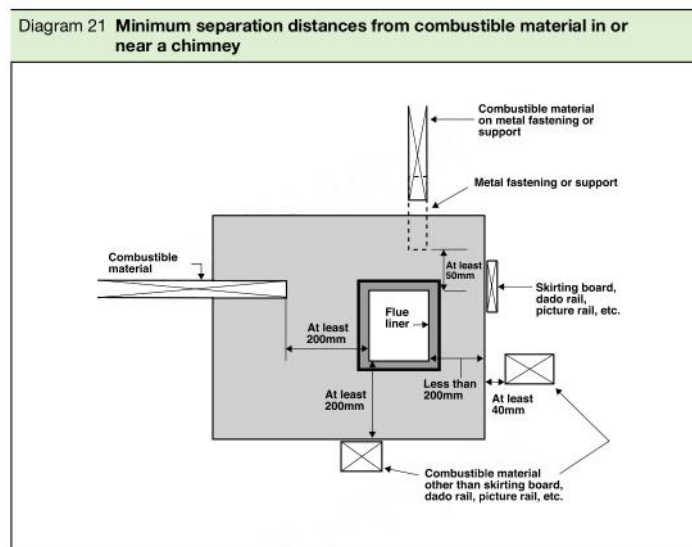 Diagram 21 Minimum separation distances from combustible material in or
near a chimney
Combustible material
on metal fastening or
support
Metal fastening or support
Combustible
material
At least
50mm
Skirting board,
dado rail,
picture rail, etc.
At least
200mm
Flue
liner
At least
200mm
Less than
200mm
At least
40mm
Combustible material
other than skirting board,
dado rail, picture rail, etc.